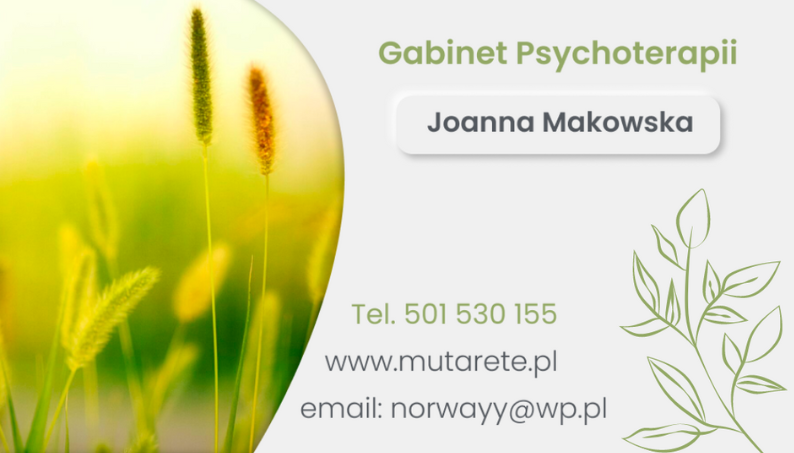 Gabinet Psychoterapii
Joanna Makowska
Tel. 501 530 155
www.mutarete.pl
email: norwayy@wp.pl